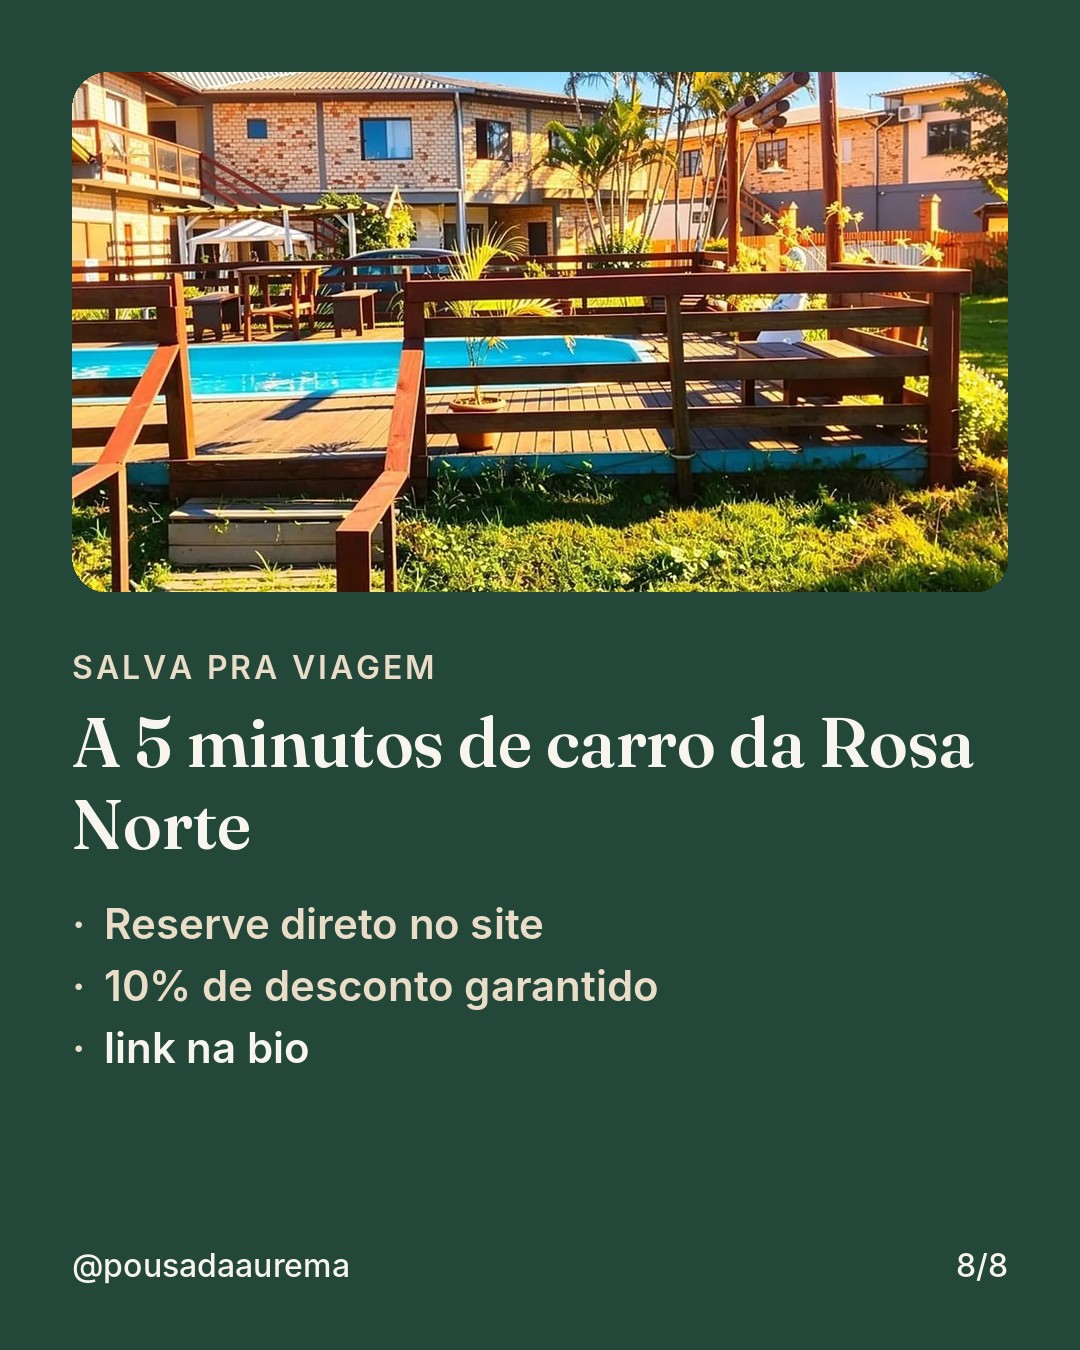 SALVA PRA VIAGEM
A 5 minutos de carro da Rosa
Norte
· Reserve direto no site
· 10% de desconto garantido
· link na bio
@pousadaaurema
8/8